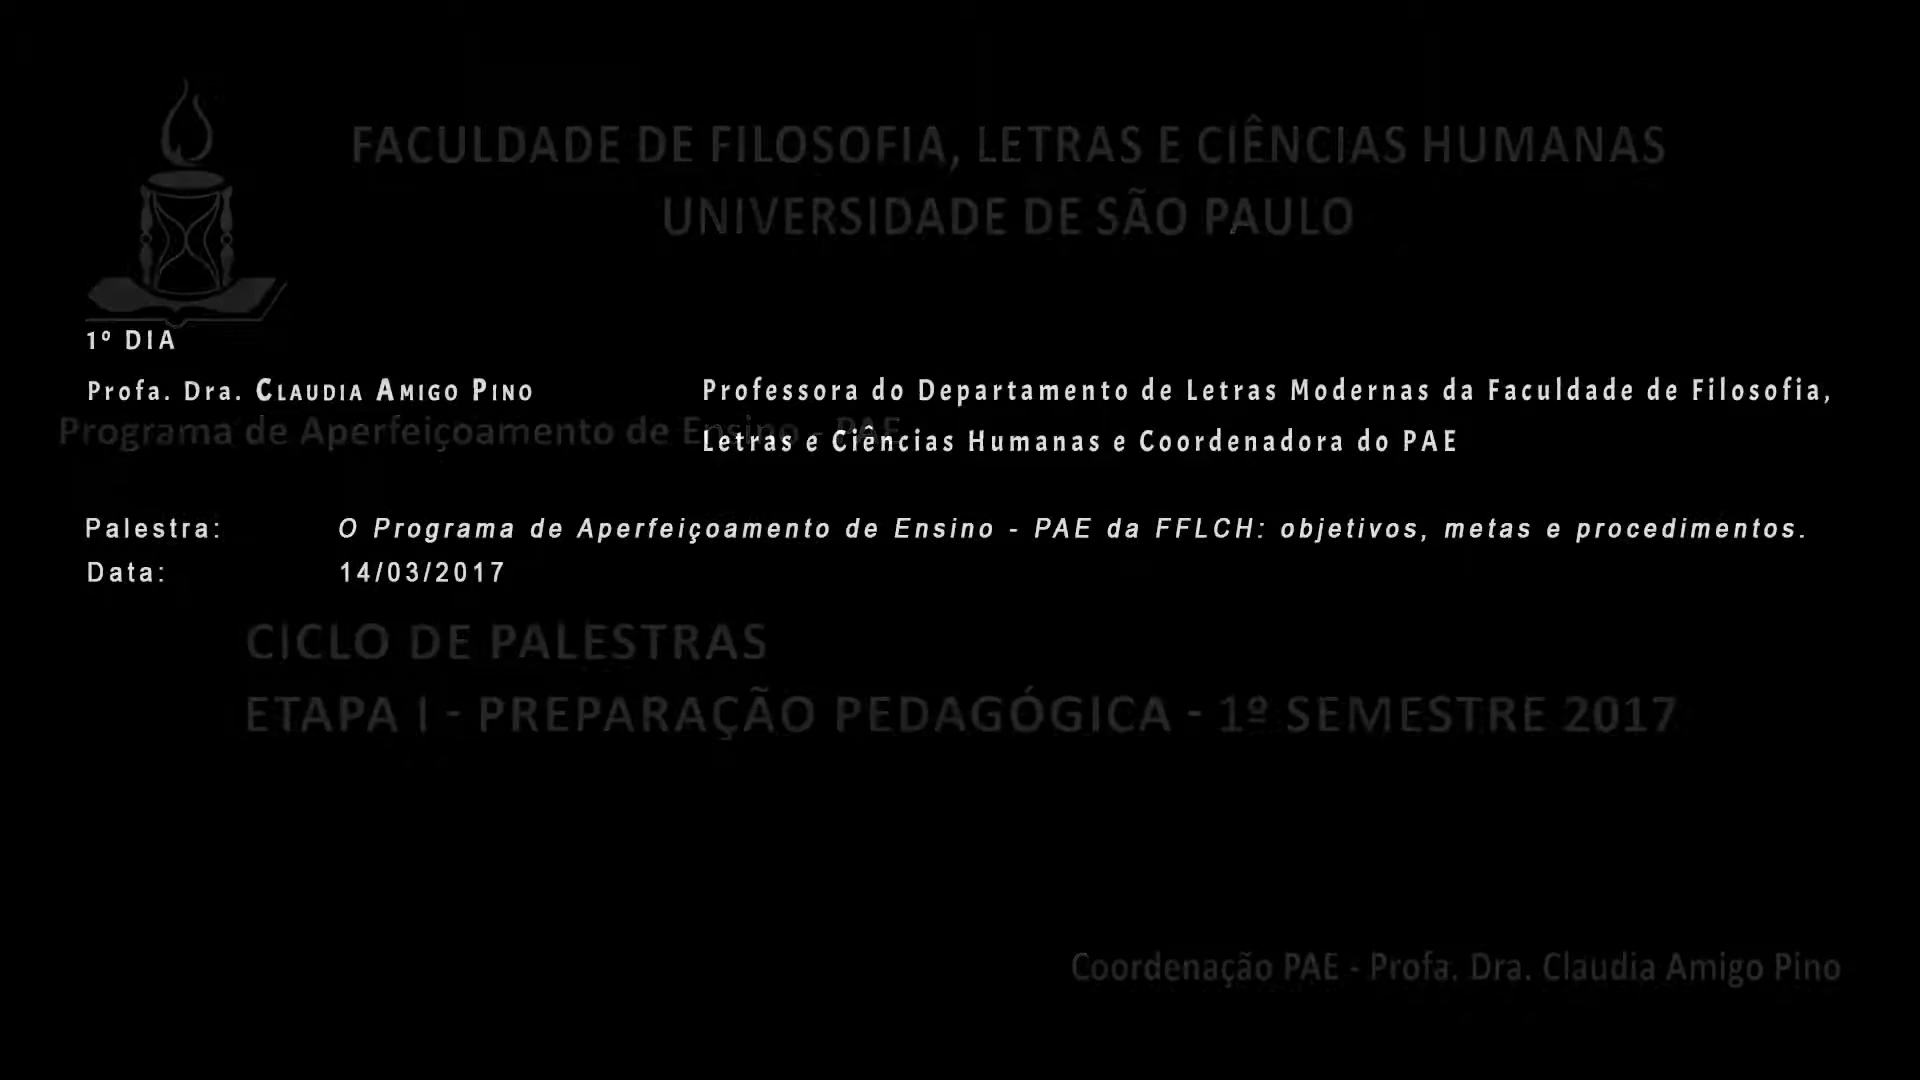 FACULDADE DE FILOSOFIA, LETRAS E CIÊNCIAS HUMANAS
UNIVERSIDADE DE SÃO PAULO
1º DIA
Profa. Dra. CLAUDIA AMIGO PINO
Professora do Departamento de Letras Modernas da Faculdade de Filosofia,
Letras e Ciências Humanas e Coordenadora do PAE
Programa de Aperfeiçoamento de Ensino - PAE
Palestra: O Programa de Aperfeiçoamento de Ensino - PAE da FFLCH: objetivos, metas e procedimentos.
Data: 14/03/2017
CICLO DE PALESTRAS
ETAPA I - PREPARAÇÃO PEDAGÓGICA - 1º SEMESTRE 2017
Coordenação PAE - Profa. Dra. Claudia Amigo Pino